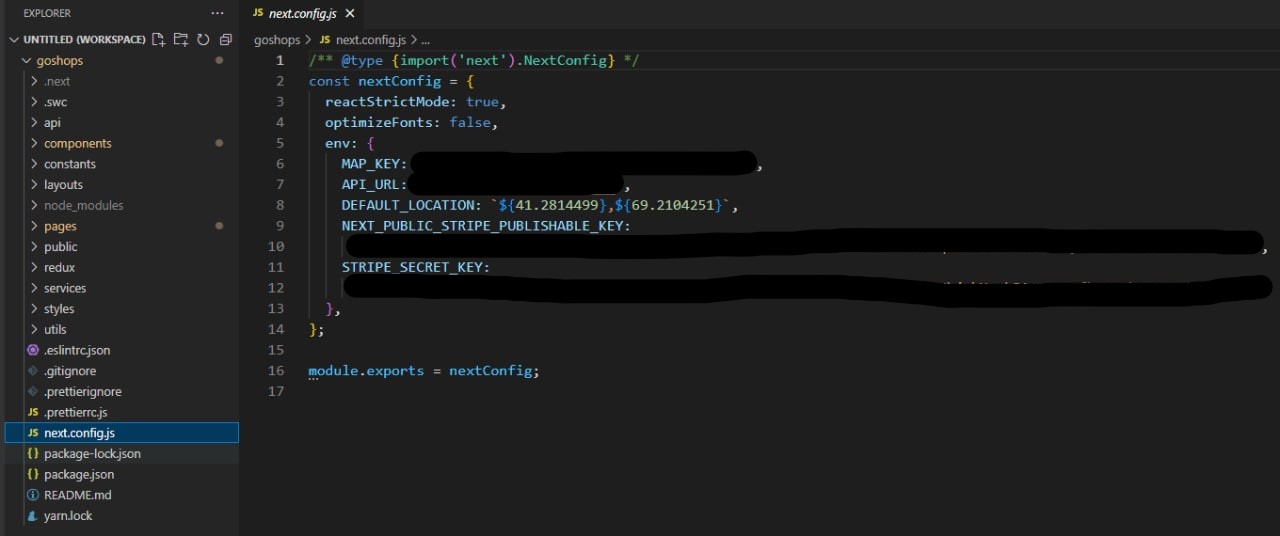 EXPLORER
UNTITLED (WORKSPACE)
goshops
.next
.swc
api
components
constants
layouts
node_modules
pages
public
redux
services
styles
utils
.eslintrc.json
.gitignore
.prettierignore
.prettierrc.js
JS next.config.js
package-lock.json
package.json
README.md
yarn.lock
JS next.config.js
goshops > JS next.config.js > ...
1 /** @type {import('next').NextConfig} */
2 const nextConfig = {
3 reactStrictMode: true,
4 optimizeFonts: false,
5 env: {
6 MAP_KEY: ,
7 API_URL: ,
8 DEFAULT_LOCATION: `${41.2814499},${69.2104251}`,
9 NEXT_PUBLIC_STRIPE_PUBLISHABLE_KEY:
10 ,
11 STRIPE_SECRET_KEY:
12
13 },
14 };
15
16 module.exports = nextConfig;
17